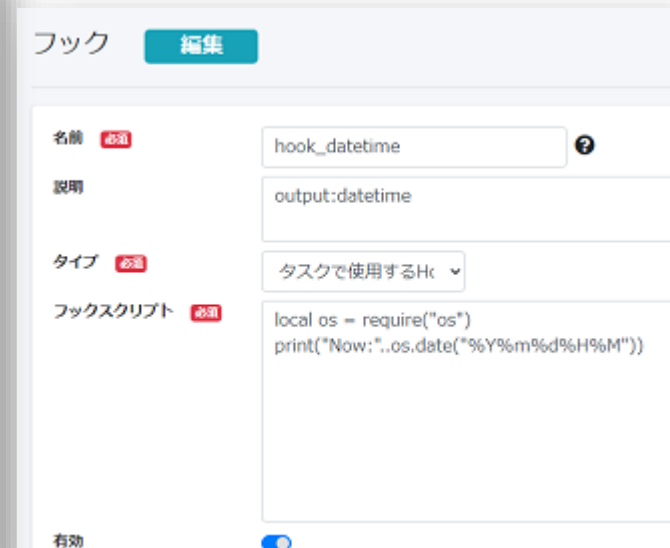 フック 編集
名前 必須 hook_datetime ?
説明 output:datetime
タイプ 必須 タスクで使用するHo
フックスクリプト 必須 local os = require("os")
print("Now:"..os.date("%Y%m%d%H%M"))
有効